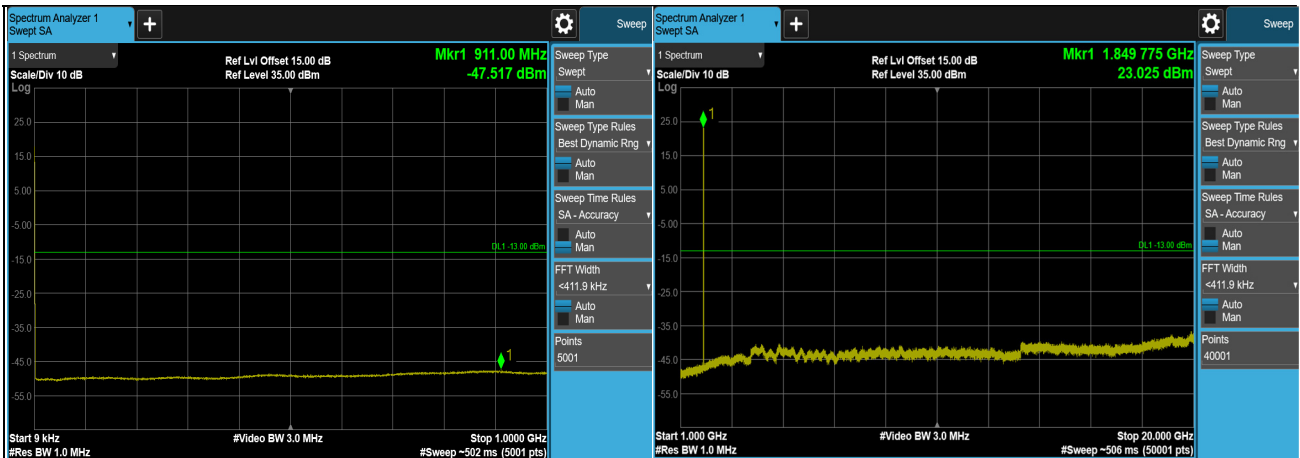 Spectrum Analyzer 1
Swept SA
+
Sweep
1 Spectrum
Ref Lvl Offset 15.00 dB
Mkr1 911.00 MHz
Scale/Div 10 dB
Ref Level 35.00 dBm
-47.517 dBm
Log
25.0
15.0
5.00
-5.00
DL1 -13.00 dBm
-15.0
-25.0
-35.0
1
-45.0
-55.0
Start 9 kHz
#Video BW 3.0 MHz
Stop 1.0000 GHz
#Res BW 1.0 MHz
#Sweep ~502 ms (5001 pts)
Sweep Type
Swept
Auto
Man
Sweep Type Rules
Best Dynamic Rng
Auto
Man
Sweep Time Rules
SA - Accuracy
Auto
Man
FFT Width
<411.9 kHz
Auto
Man
Points
5001
Spectrum Analyzer 1
Swept SA
+
Sweep
1 Spectrum
Ref Lvl Offset 15.00 dB
Mkr1 1.849 775 GHz
Scale/Div 10 dB
Ref Level 35.00 dBm
23.025 dBm
Log
1
25.0
15.0
5.00
-5.00
DL1 -13.00 dBm
-15.0
-25.0
-35.0
-45.0
-55.0
Start 1.000 GHz
#Video BW 3.0 MHz
Stop 20.000 GHz
#Res BW 1.0 MHz
#Sweep ~506 ms (50001 pts)
Sweep Type
Swept
Auto
Man
Sweep Type Rules
Best Dynamic Rng
Auto
Man
Sweep Time Rules
SA - Accuracy
Auto
Man
FFT Width
<411.9 kHz
Auto
Man
Points
40001